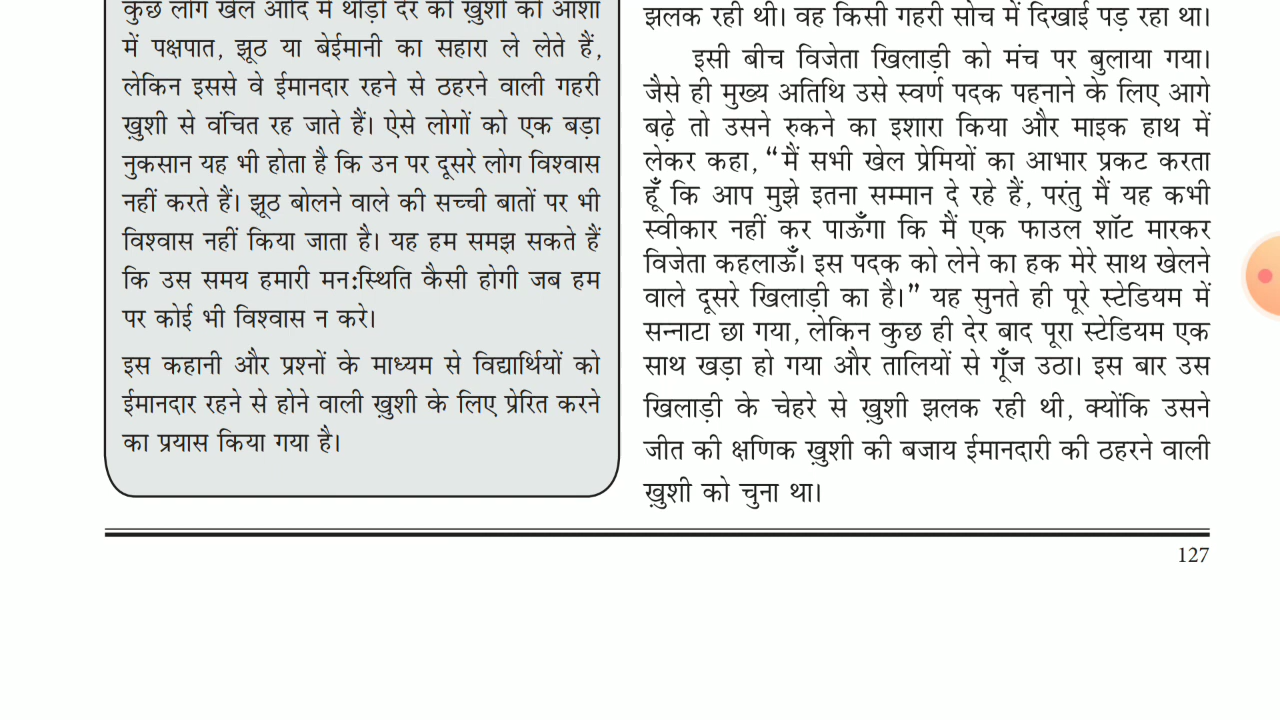 कुछ लोग खेल आदि में थोड़ी देर की ख़ुशी की आशा
में पक्षपात, झूठ या बेईमानी का सहारा ले लेते हैं,
लेकिन इससे वे ईमानदार रहने से ठहरने वाली गहरी
ख़ुशी से वंचित रह जाते हैं। ऐसे लोगों को एक बड़ा
नुकसान यह भी होता है कि उन पर दूसरे लोग विश्वास
नहीं करते हैं। झूठ बोलने वाले की सच्ची बातों पर भी
विश्वास नहीं किया जाता है। यह हम समझ सकते हैं
कि उस समय हमारी मन:स्थिति कैसी होगी जब हम
पर कोई भी विश्वास न करे।
इस कहानी और प्रश्नों के माध्यम से विद्यार्थियों को
ईमानदार रहने से होने वाली ख़ुशी के लिए प्रेरित करने
का प्रयास किया गया है।
झलक रही थी। वह किसी गहरी सोच में दिखाई पड़ रहा था।
इसी बीच विजेता खिलाड़ी को मंच पर बुलाया गया।
जैसे ही मुख्य अतिथि उसे स्वर्ण पदक पहनाने के लिए आगे
बढ़े तो उसने रुकने का इशारा किया और माइक हाथ में
लेकर कहा, “मैं सभी खेल प्रेमियों का आभार प्रकट करता
हूँ कि आप मुझे इतना सम्मान दे रहे हैं, परंतु मैं यह कभी
स्वीकार नहीं कर पाऊँगा कि मैं एक फाउल शॉट मारकर
विजेता कहलाऊँ। इस पदक को लेने का हक मेरे साथ खेलने
वाले दूसरे खिलाड़ी का है।” यह सुनते ही पूरे स्टेडियम में
सन्नाटा छा गया, लेकिन कुछ ही देर बाद पूरा स्टेडियम एक
साथ खड़ा हो गया और तालियों से गूँज उठा। इस बार उस
खिलाड़ी के चेहरे से ख़ुशी झलक रही थी, क्योंकि उसने
जीत की क्षणिक ख़ुशी की बजाय ईमानदारी की ठहरने वाली
ख़ुशी को चुना था।
127